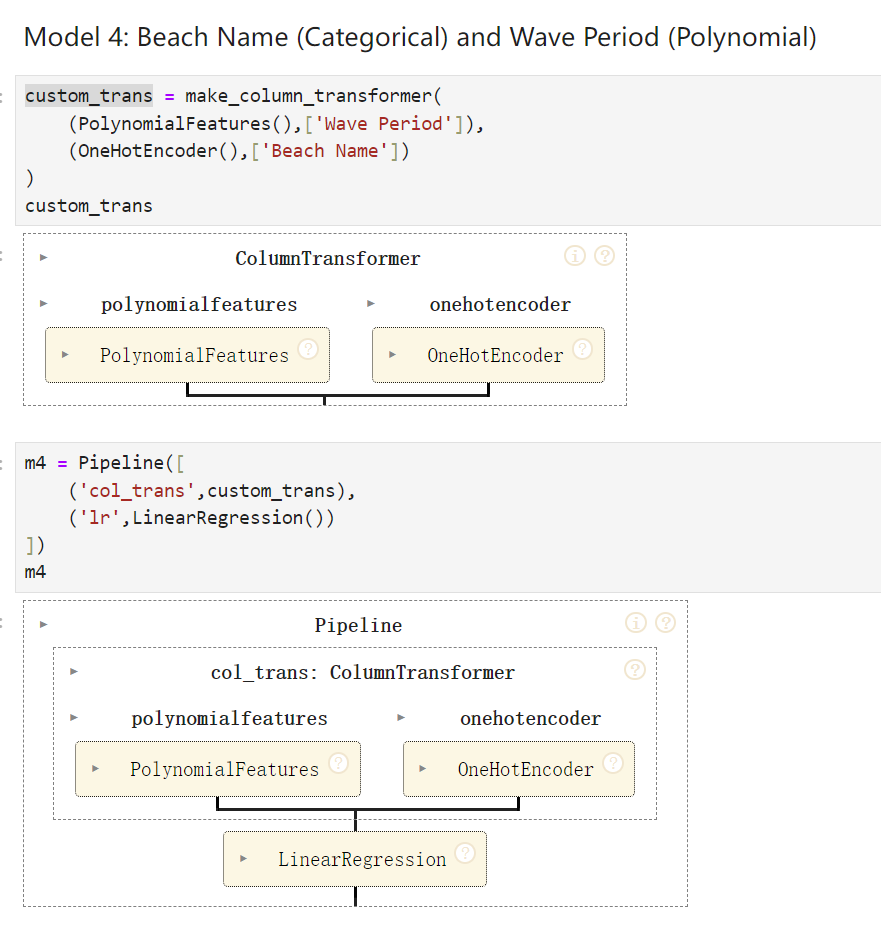 Model 4: Beach Name (Categorical) and Wave Period (Polynomial)
custom_trans = make_column_transformer(
    (PolynomialFeatures(),['Wave Period']),
    (OneHotEncoder(),['Beach Name'])
)
custom_trans
ColumnTransformer i ?
polynomialfeatures onehotencoder
PolynomialFeatures ? OneHotEncoder ?
m4 = Pipeline([
    ('col_trans',custom_trans),
    ('lr',LinearRegression())
])
m4
Pipeline i ?
col_trans: ColumnTransformer ?
polynomialfeatures onehotencoder
PolynomialFeatures ? OneHotEncoder ?
LinearRegression ?